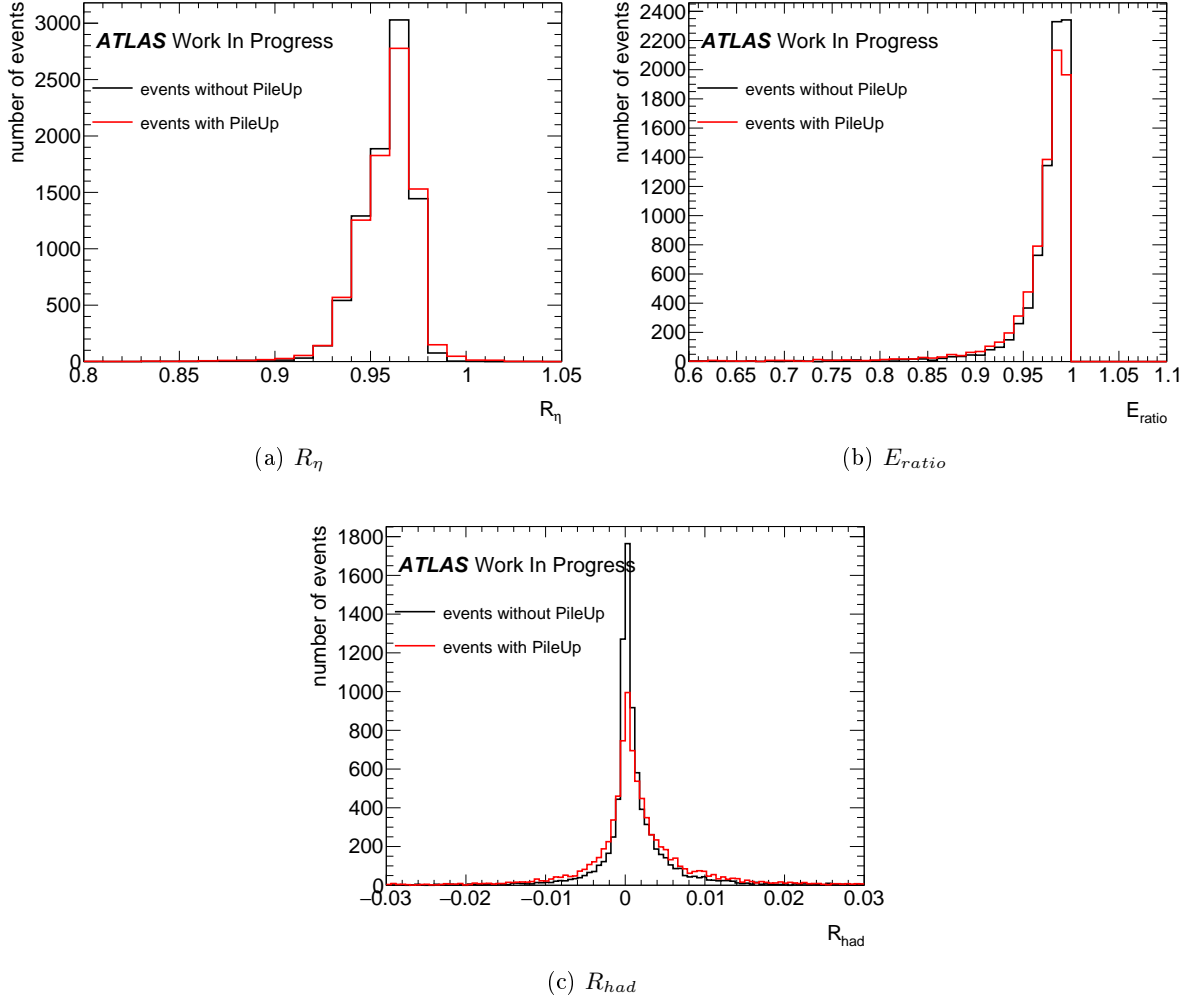 number of events
3000
2500
2000
1500
1000
500
0
ATLAS Work In Progress
events without PileUp
events with PileUp
0.8 0.85 0.9 0.95 1 1.05
R_η
(a) R_η
number of events
2400
2200
2000
1800
1600
1400
1200
1000
800
600
400
200
0
ATLAS Work In Progress
events without PileUp
events with PileUp
0.6 0.65 0.7 0.75 0.8 0.85 0.9 0.95 1 1.05 1.1
E_ratio
(b) E_ratio
number of events
1800
1600
1400
1200
1000
800
600
400
200
0
ATLAS Work In Progress
events without PileUp
events with PileUp
−0.03 −0.02 −0.01 0 0.01 0.02 0.03
R_had
(c) R_had